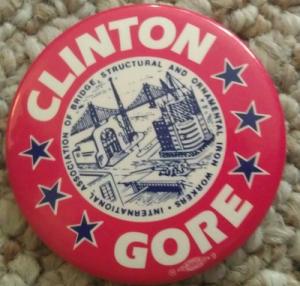 CLINTON
INTERNATIONAL ASSOCIATION OF BRIDGE, STRUCTURAL AND ORNAMENTAL IRON WORKERS •
GORE